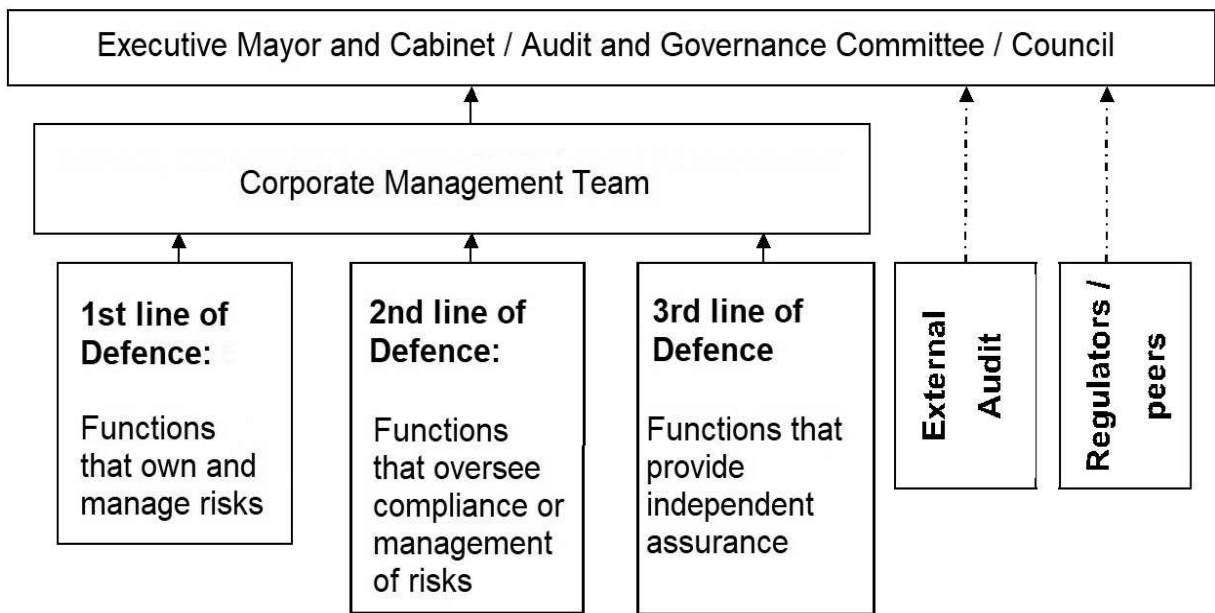 Executive Mayor and Cabinet / Audit and Governance Committee / Council
Corporate Management Team
1st line of
Defence:
Functions
that own and
manage risks
2nd line of
Defence:
Functions
that oversee
compliance or
management
of risks
3rd line of
Defence
Functions that
provide
independent
assurance
External
Audit
Regulators /
peers